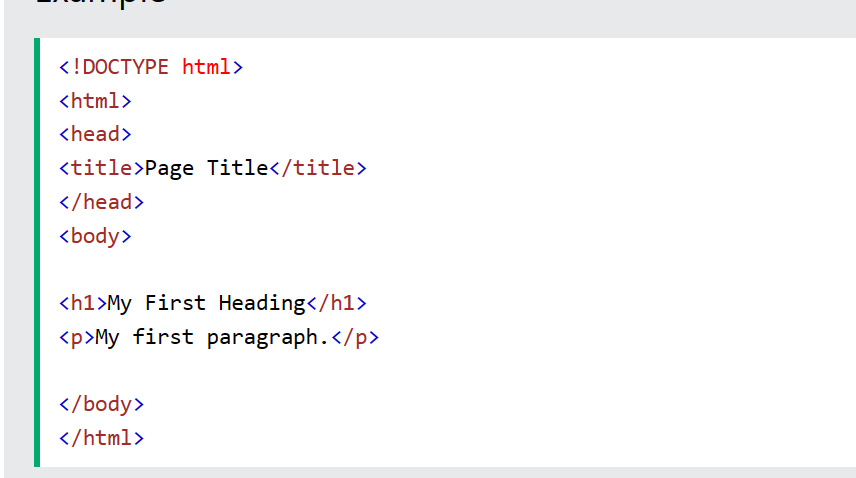 Example
<!DOCTYPE html>
<html>
<head>
<title>Page Title</title>
</head>
<body>
<h1>My First Heading</h1>
<p>My first paragraph.</p>
</body>
</html>